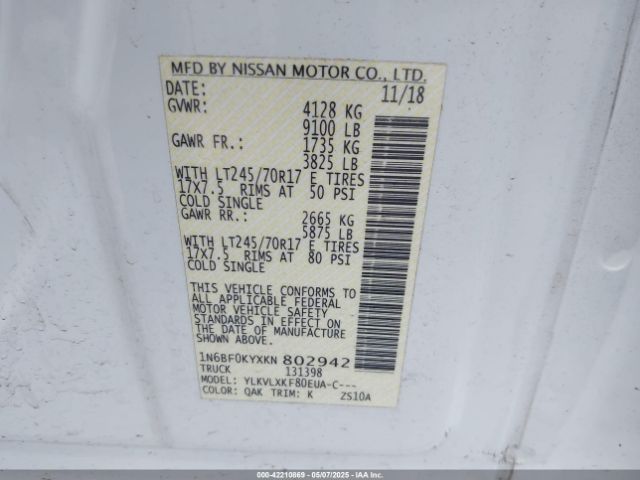 MFD BY NISSAN MOTOR CO., LTD.
DATE: 11/18
GVWR: 4128 KG
9100 LB
GAWR FR.: 1735 KG
3825 LB
WITH LT245/70R17 E TIRES
17X7.5 RIMS AT 50 PSI
COLD SINGLE
GAWR RR.: 2665 KG
5875 LB
WITH LT245/70R17 E TIRES
17X7.5 RIMS AT 80 PSI
COLD SINGLE
THIS VEHICLE CONFORMS TO
ALL APPLICABLE FEDERAL
MOTOR VEHICLE SAFETY
STANDARDS IN EFFECT ON
THE DATE OF MANUFACTURE
SHOWN ABOVE.
1N6BF0KYXKN 802942
TRUCK 131398
MODEL: YLKVLXKF80EUA-C---
COLOR: QAK TRIM: K ZS10A
000-42210869 - 05/07/2025 - IAA Inc.